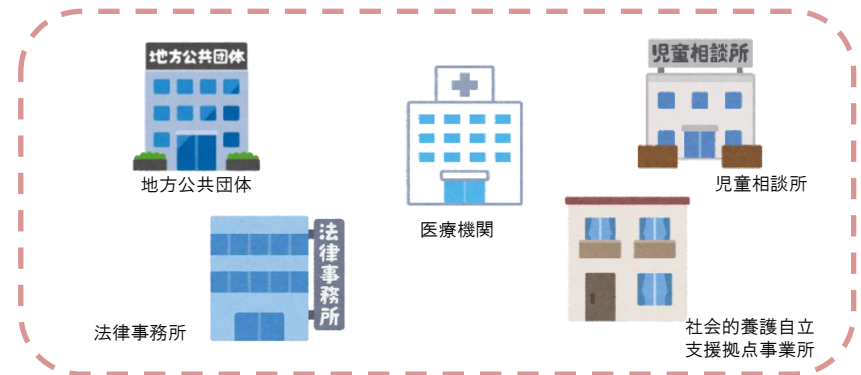 地方公共団体
児童相談所
地方公共団体
医療機関
児童相談所
法律事務所
法律事務所
社会的養護自立
支援拠点事業所